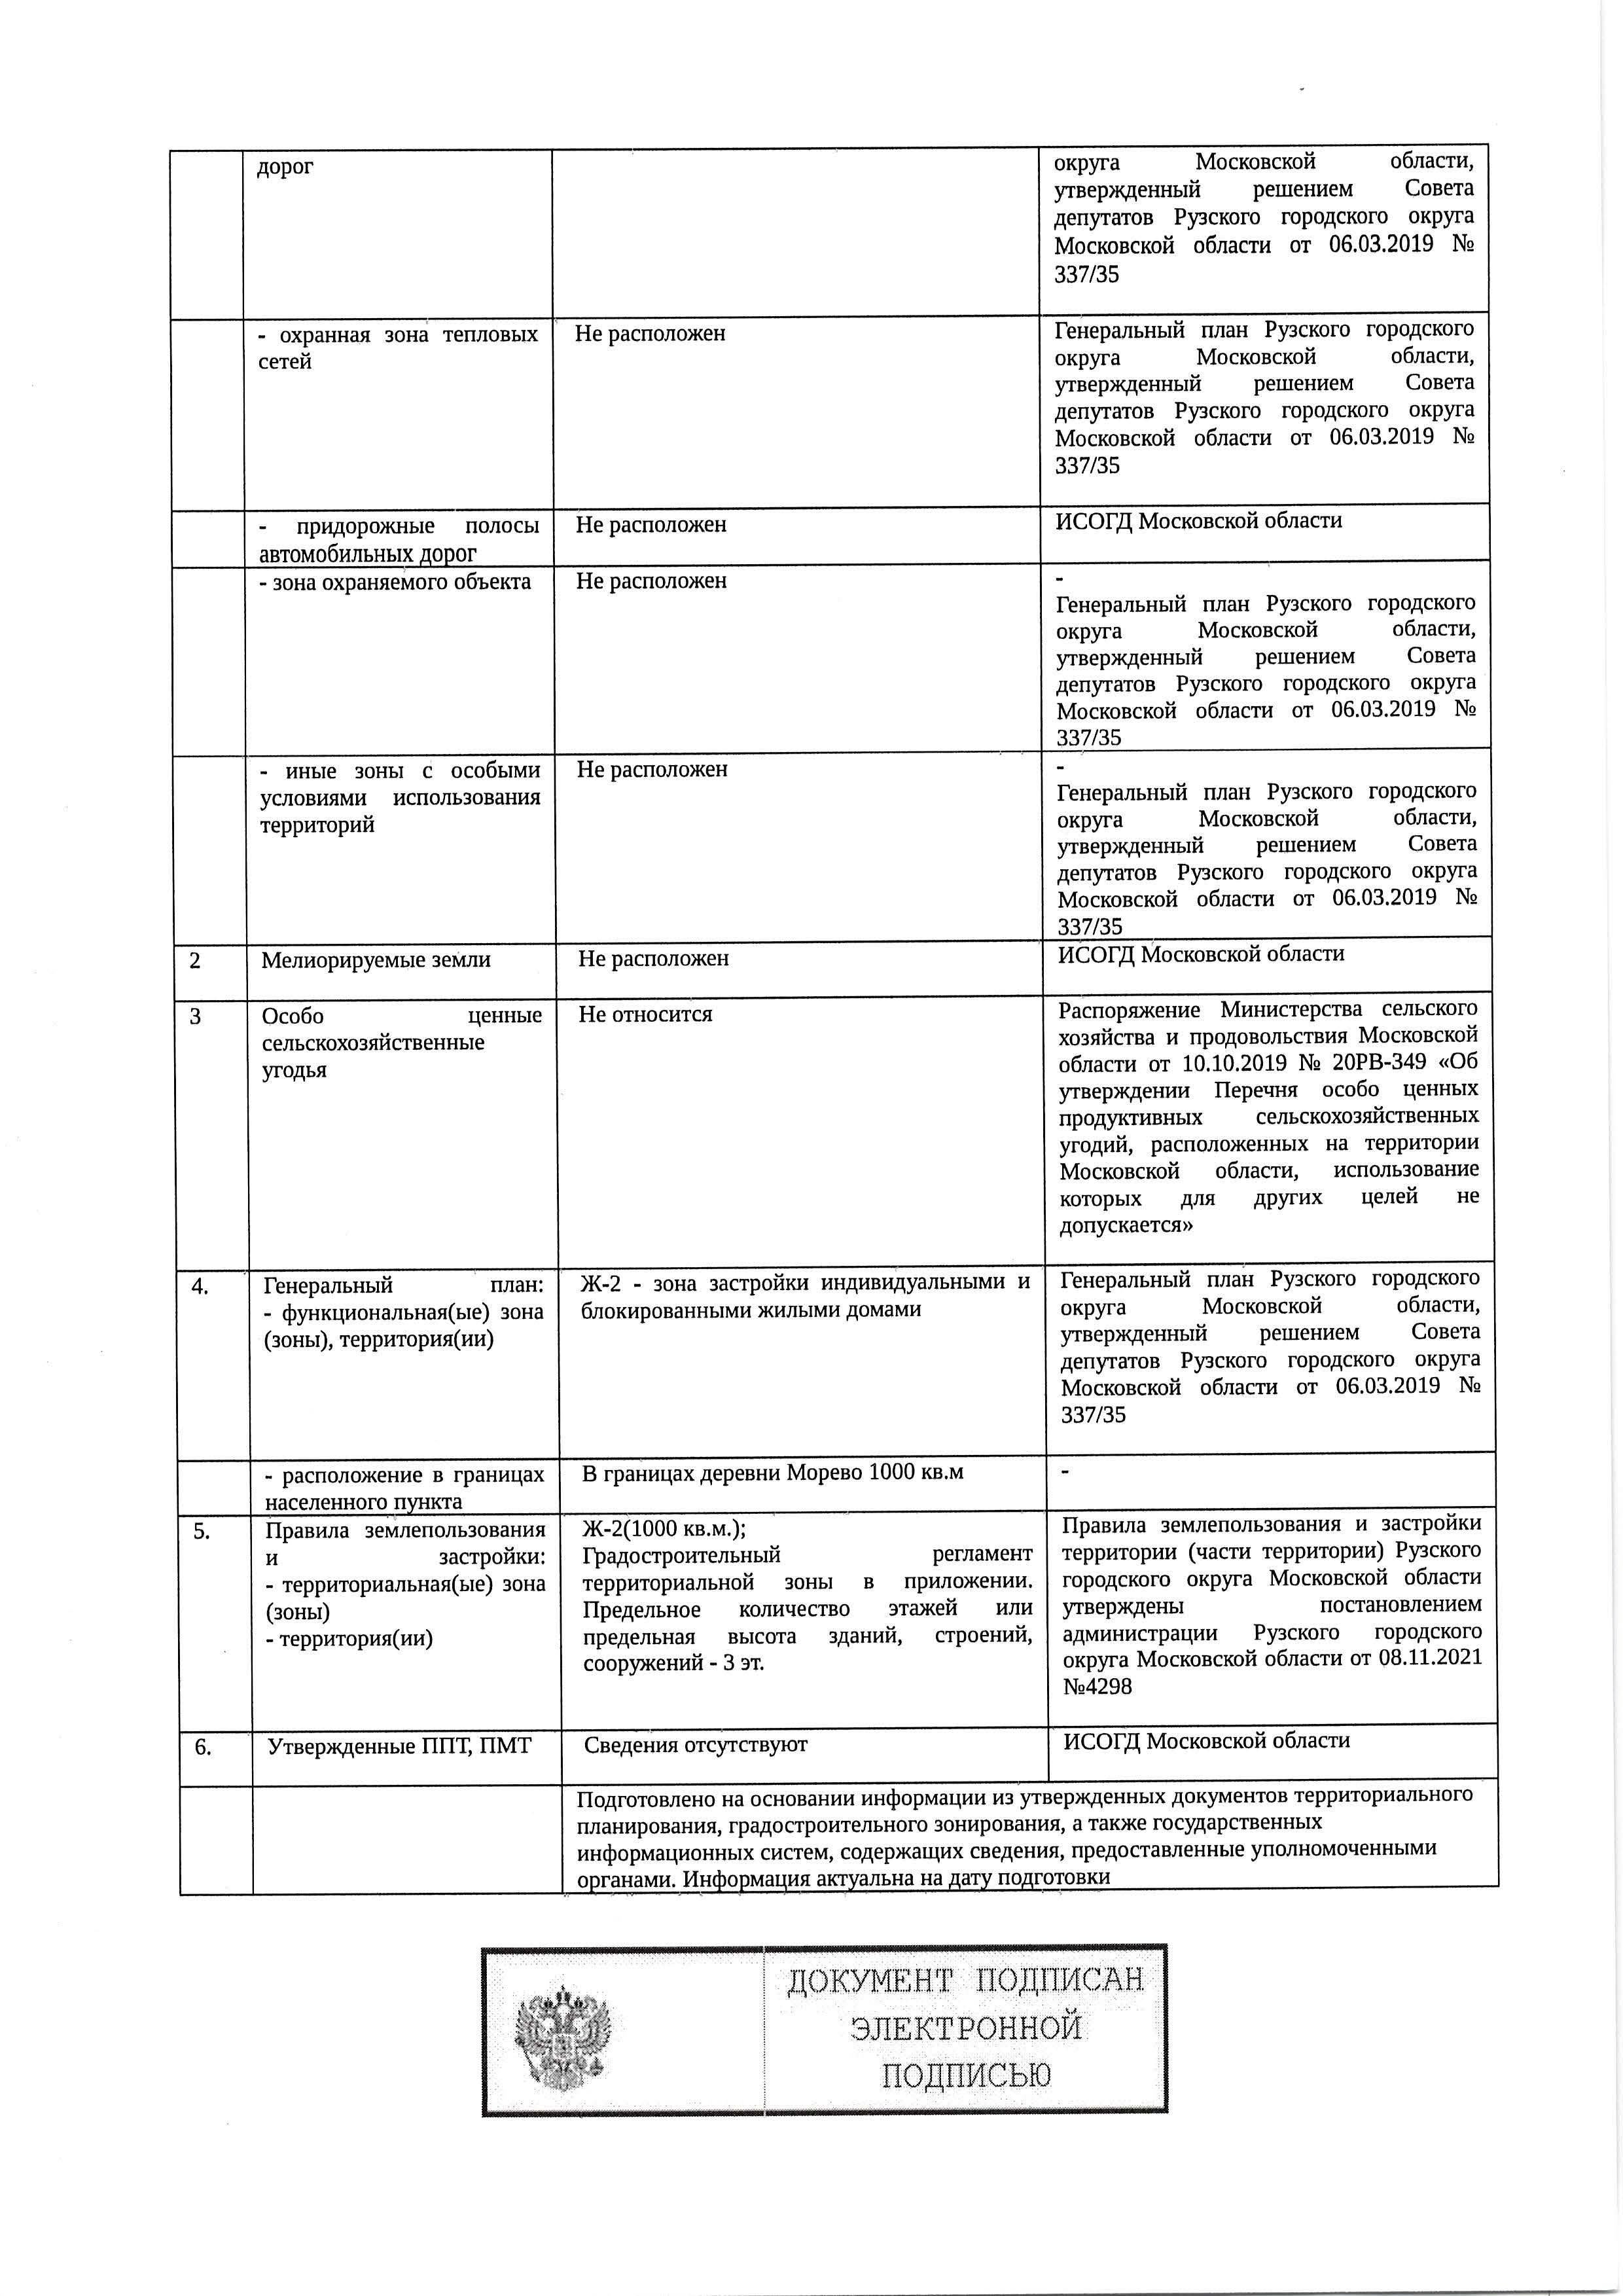 дорог
округа Московской области,
утвержденный решением Совета
депутатов Рузского городского округа
Московской области от 06.03.2019 №
337/35
- охранная зона тепловых
сетей
Не расположен
Генеральный план Рузского городского
округа Московской области,
утвержденный решением Совета
депутатов Рузского городского округа
Московской области от 06.03.2019 №
337/35
- придорожные полосы
автомобильных дорог
Не расположен
ИСОГД Московской области
- зона охраняемого объекта
Не расположен
-
Генеральный план Рузского городского
округа Московской области,
утвержденный решением Совета
депутатов Рузского городского округа
Московской области от 06.03.2019 №
337/35
- иные зоны с особыми
условиями использования
территорий
Не расположен
-
Генеральный план Рузского городского
округа Московской области,
утвержденный решением Совета
депутатов Рузского городского округа
Московской области от 06.03.2019 №
337/35
2
Мелиорируемые земли
Не расположен
ИСОГД Московской области
3
Особо ценные
сельскохозяйственные
угодья
Не относится
Распоряжение Министерства сельского
хозяйства и продовольствия Московской
области от 10.10.2019 № 20РВ-349 «Об
утверждении Перечня особо ценных
продуктивных сельскохозяйственных
угодий, расположенных на территории
Московской области, использование
которых для других целей не
допускается»
4.
Генеральный план:
- функциональная(ые) зона
(зоны), территория(ии)
Ж-2 - зона застройки индивидуальными и
блокированными жилыми домами
Генеральный план Рузского городского
округа Московской области,
утвержденный решением Совета
депутатов Рузского городского округа
Московской области от 06.03.2019 №
337/35
- расположение в границах
населенного пункта
В границах деревни Морево 1000 кв.м
-
5.
Правила землепользования
и застройки:
- территориальная(ые) зона
(зоны)
- территория(ии)
Ж-2(1000 кв.м.);
Градостроительный регламент
территориальной зоны в приложении.
Предельное количество этажей или
предельная высота зданий, строений,
сооружений - 3 эт.
Правила землепользования и застройки
территории (части территории) Рузского
городского округа Московской области
утверждены постановлением
администрации Рузского городского
округа Московской области от 08.11.2021
№4298
6.
Утвержденные ППТ, ПМТ
Сведения отсутствуют
ИСОГД Московской области
Подготовлено на основании информации из утвержденных документов территориального
планирования, градостроительного зонирования, а также государственных
информационных систем, содержащих сведения, предоставленные уполномоченными
органами. Информация актуальна на дату подготовки
ДОКУМЕНТ ПОДПИСАН
ЭЛЕКТРОННОЙ
ПОДПИСЬЮ